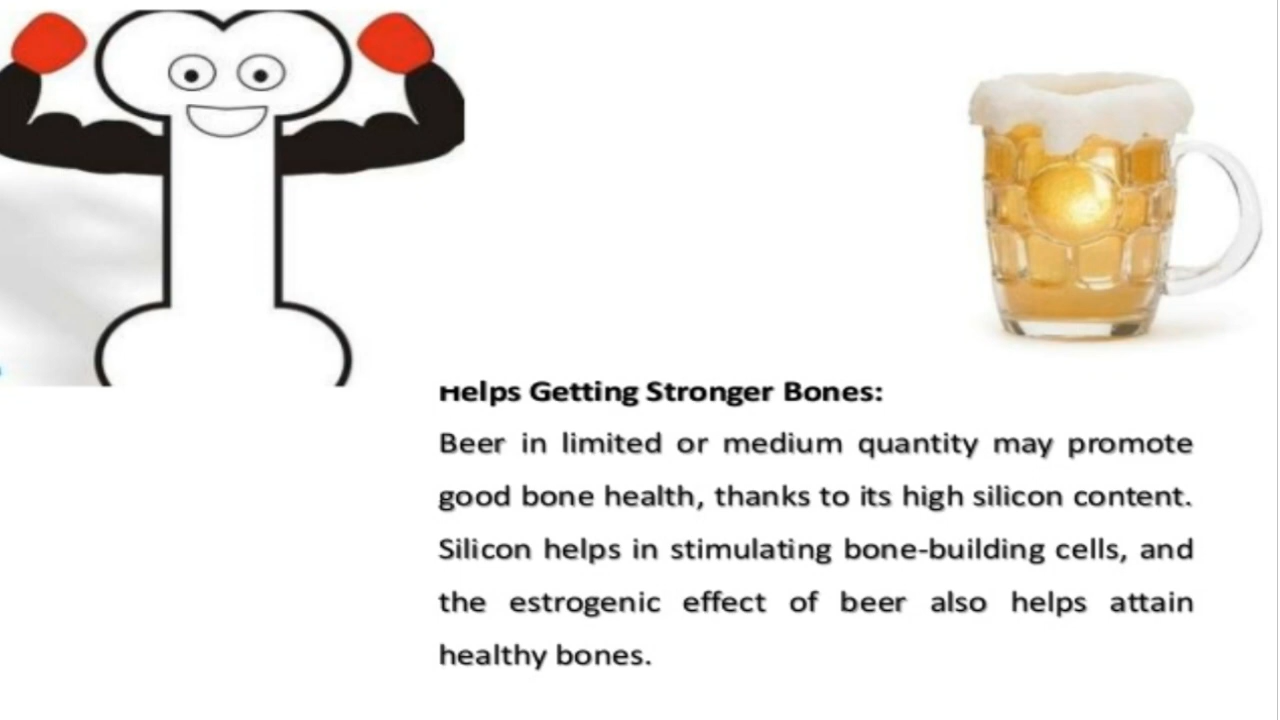 Helps Getting Stronger Bones:
Beer in limited or medium quantity may promote
good bone health, thanks to its high silicon content.
Silicon helps in stimulating bone-building cells, and
the estrogenic effect of beer also helps attain
healthy bones.